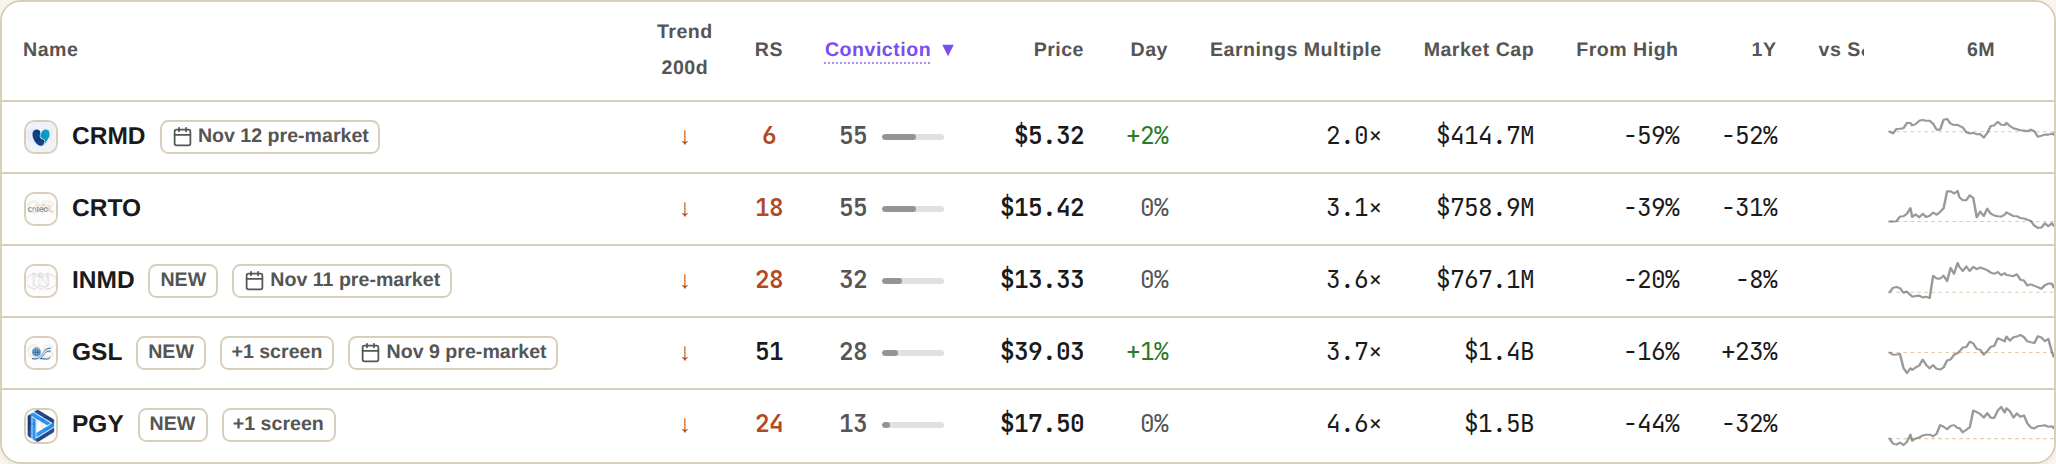 Name Trend 200d RS Conviction ▼ Price Day Earnings Multiple Market Cap From High 1Y vs 6M
CRMD Nov 12 pre-market ↓ 6 55 $5.32 +2% 2.0× $414.7M -59% -52%
CRTO ↓ 18 55 $15.42 0% 3.1× $758.9M -39% -31%
INMD NEW Nov 11 pre-market ↓ 28 32 $13.33 0% 3.6× $767.1M -20% -8%
GSL NEW +1 screen Nov 9 pre-market ↓ 51 28 $39.03 +1% 3.7× $1.4B -16% +23%
PGY NEW +1 screen ↓ 24 13 $17.50 0% 4.6× $1.5B -44% -32%